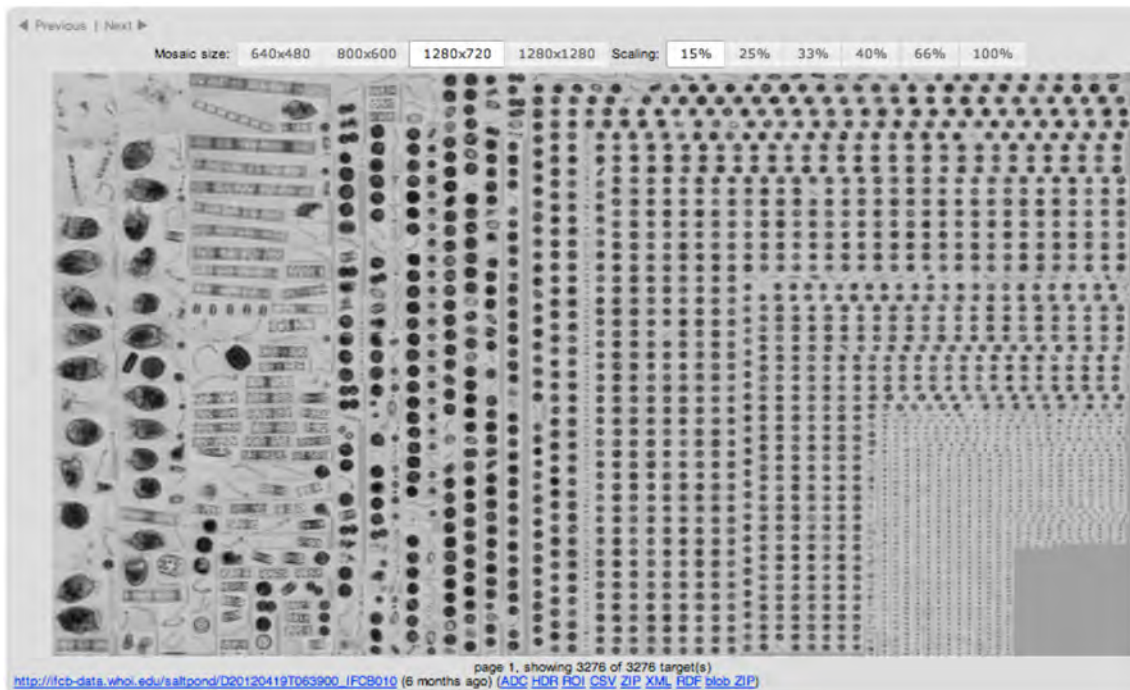 ◀ Previous | Next ▶
Mosaic size: 640x480 800x600 1280x720 1280x1280 Scaling: 15% 25% 33% 40% 66% 100%
page 1, showing 3276 of 3276 target(s)
http://ifcb-data.whoi.edu/saltpond/D20120419T063900_IFCB010 (6 months ago) (ADC HDR ROI CSV ZIP XML RDF blob ZIP)